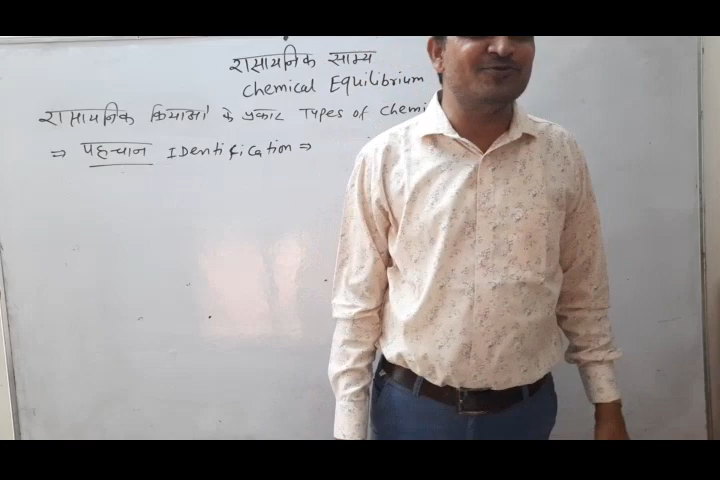 रासायनिक साम्य
Chemical Equilibrium
रासायनिक क्रियाओं के प्रकार Types of Chemi
⇒ पहचान IDentification ⇒